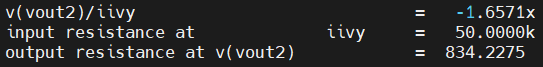 v(vout2)/iivy = -1.6571x
input resistance at iivy = 50.0000k
output resistance at v(vout2) = 834.2275